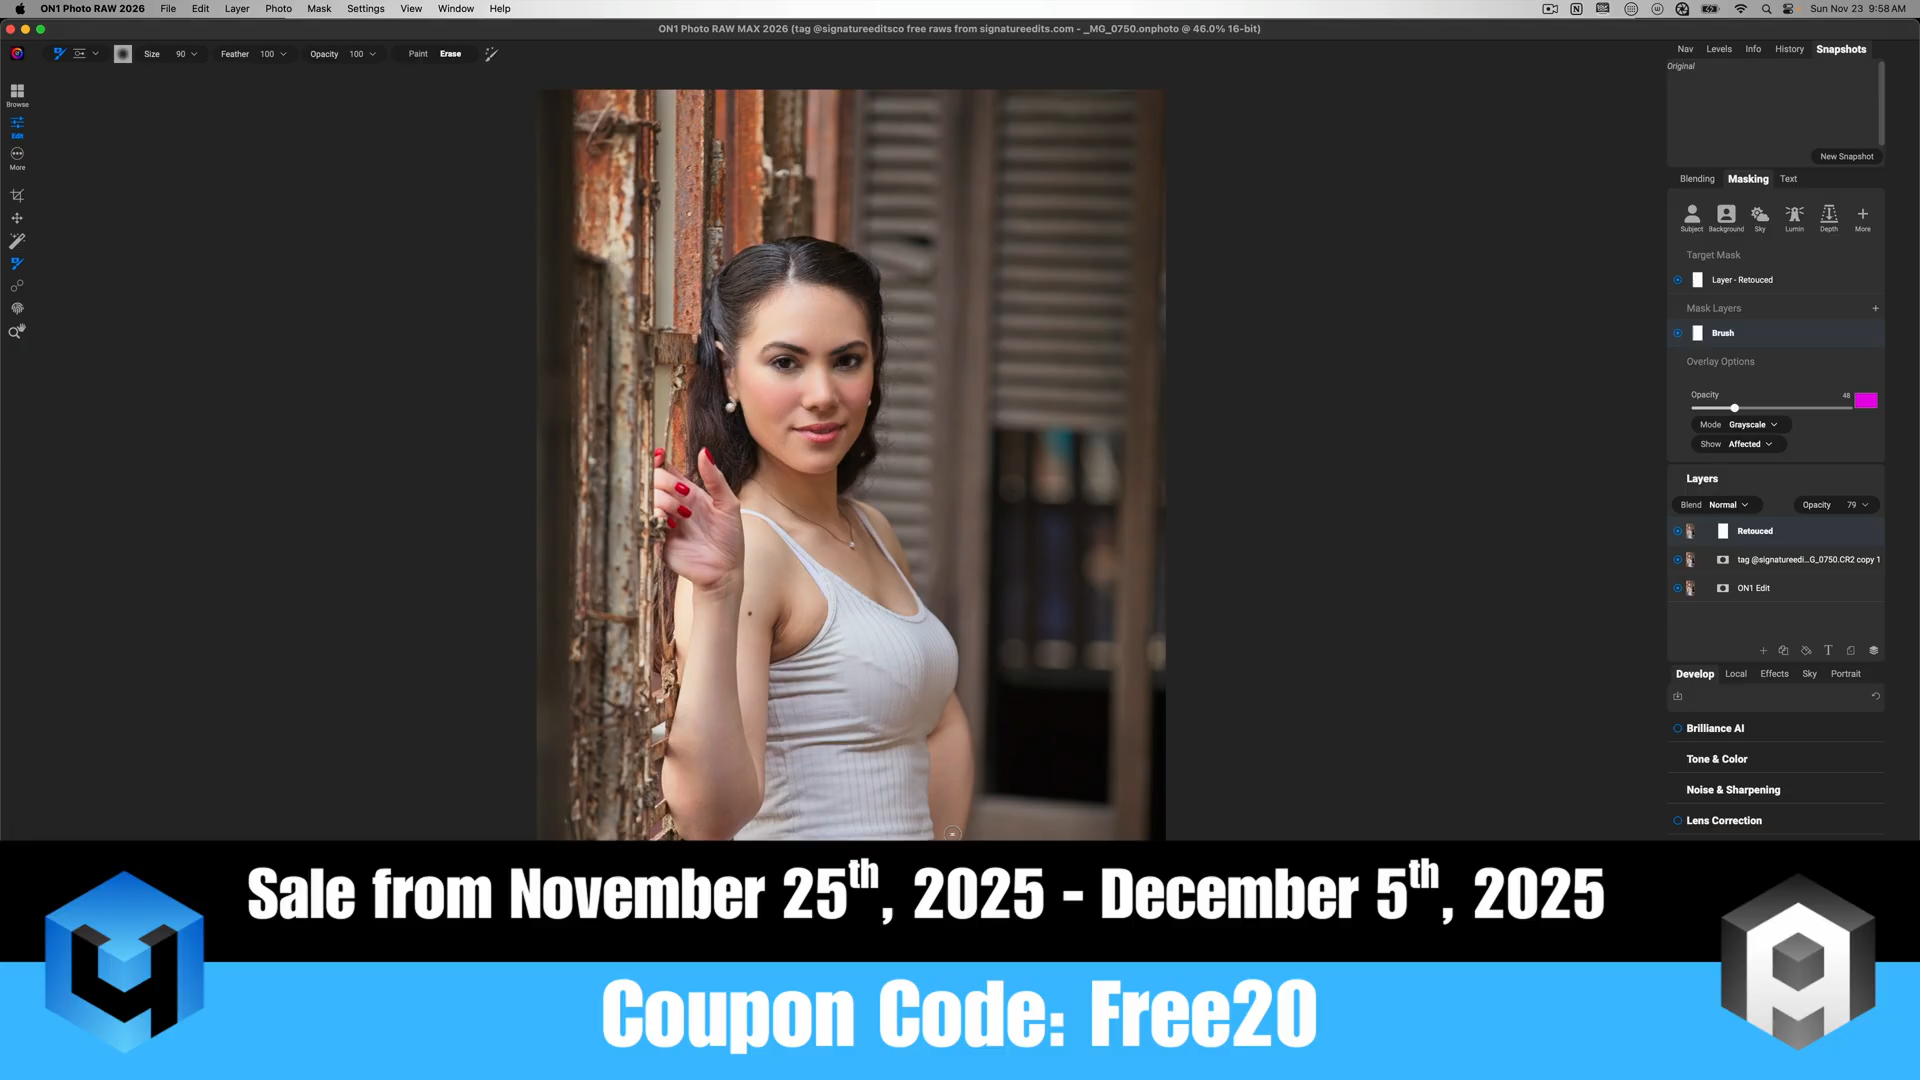 ON1 Photo RAW 2026 File Edit Layer Photo Mask Settings View Window Help
Sun Nov 23 9:58 AM
ON1 Photo RAW MAX 2026 (tag @signatureeditsco free raws from signatureedits.com - _MG_0750.onphoto @ 46.0% 16-bit)
Size 90 Feather 100 Opacity 100 Paint Erase
Browse
Edit
More
Nav Levels Info History Snapshots
Original
New Snapshot
Blending Masking Text
Subject Background Sky Lumin Depth More
Target Mask
Layer - Retouced
Mask Layers
Brush
Overlay Options
Opacity 48
Mode Grayscale
Show Affected
Layers
Blend Normal Opacity 79
Retouced
tag @signatureedi...G_0750.CR2 copy 1
ON1 Edit
Develop Local Effects Sky Portrait
Brilliance AI
Tone & Color
Noise & Sharpening
Lens Correction
Sale from November 25th, 2025 - December 5th, 2025
Coupon Code: Free20